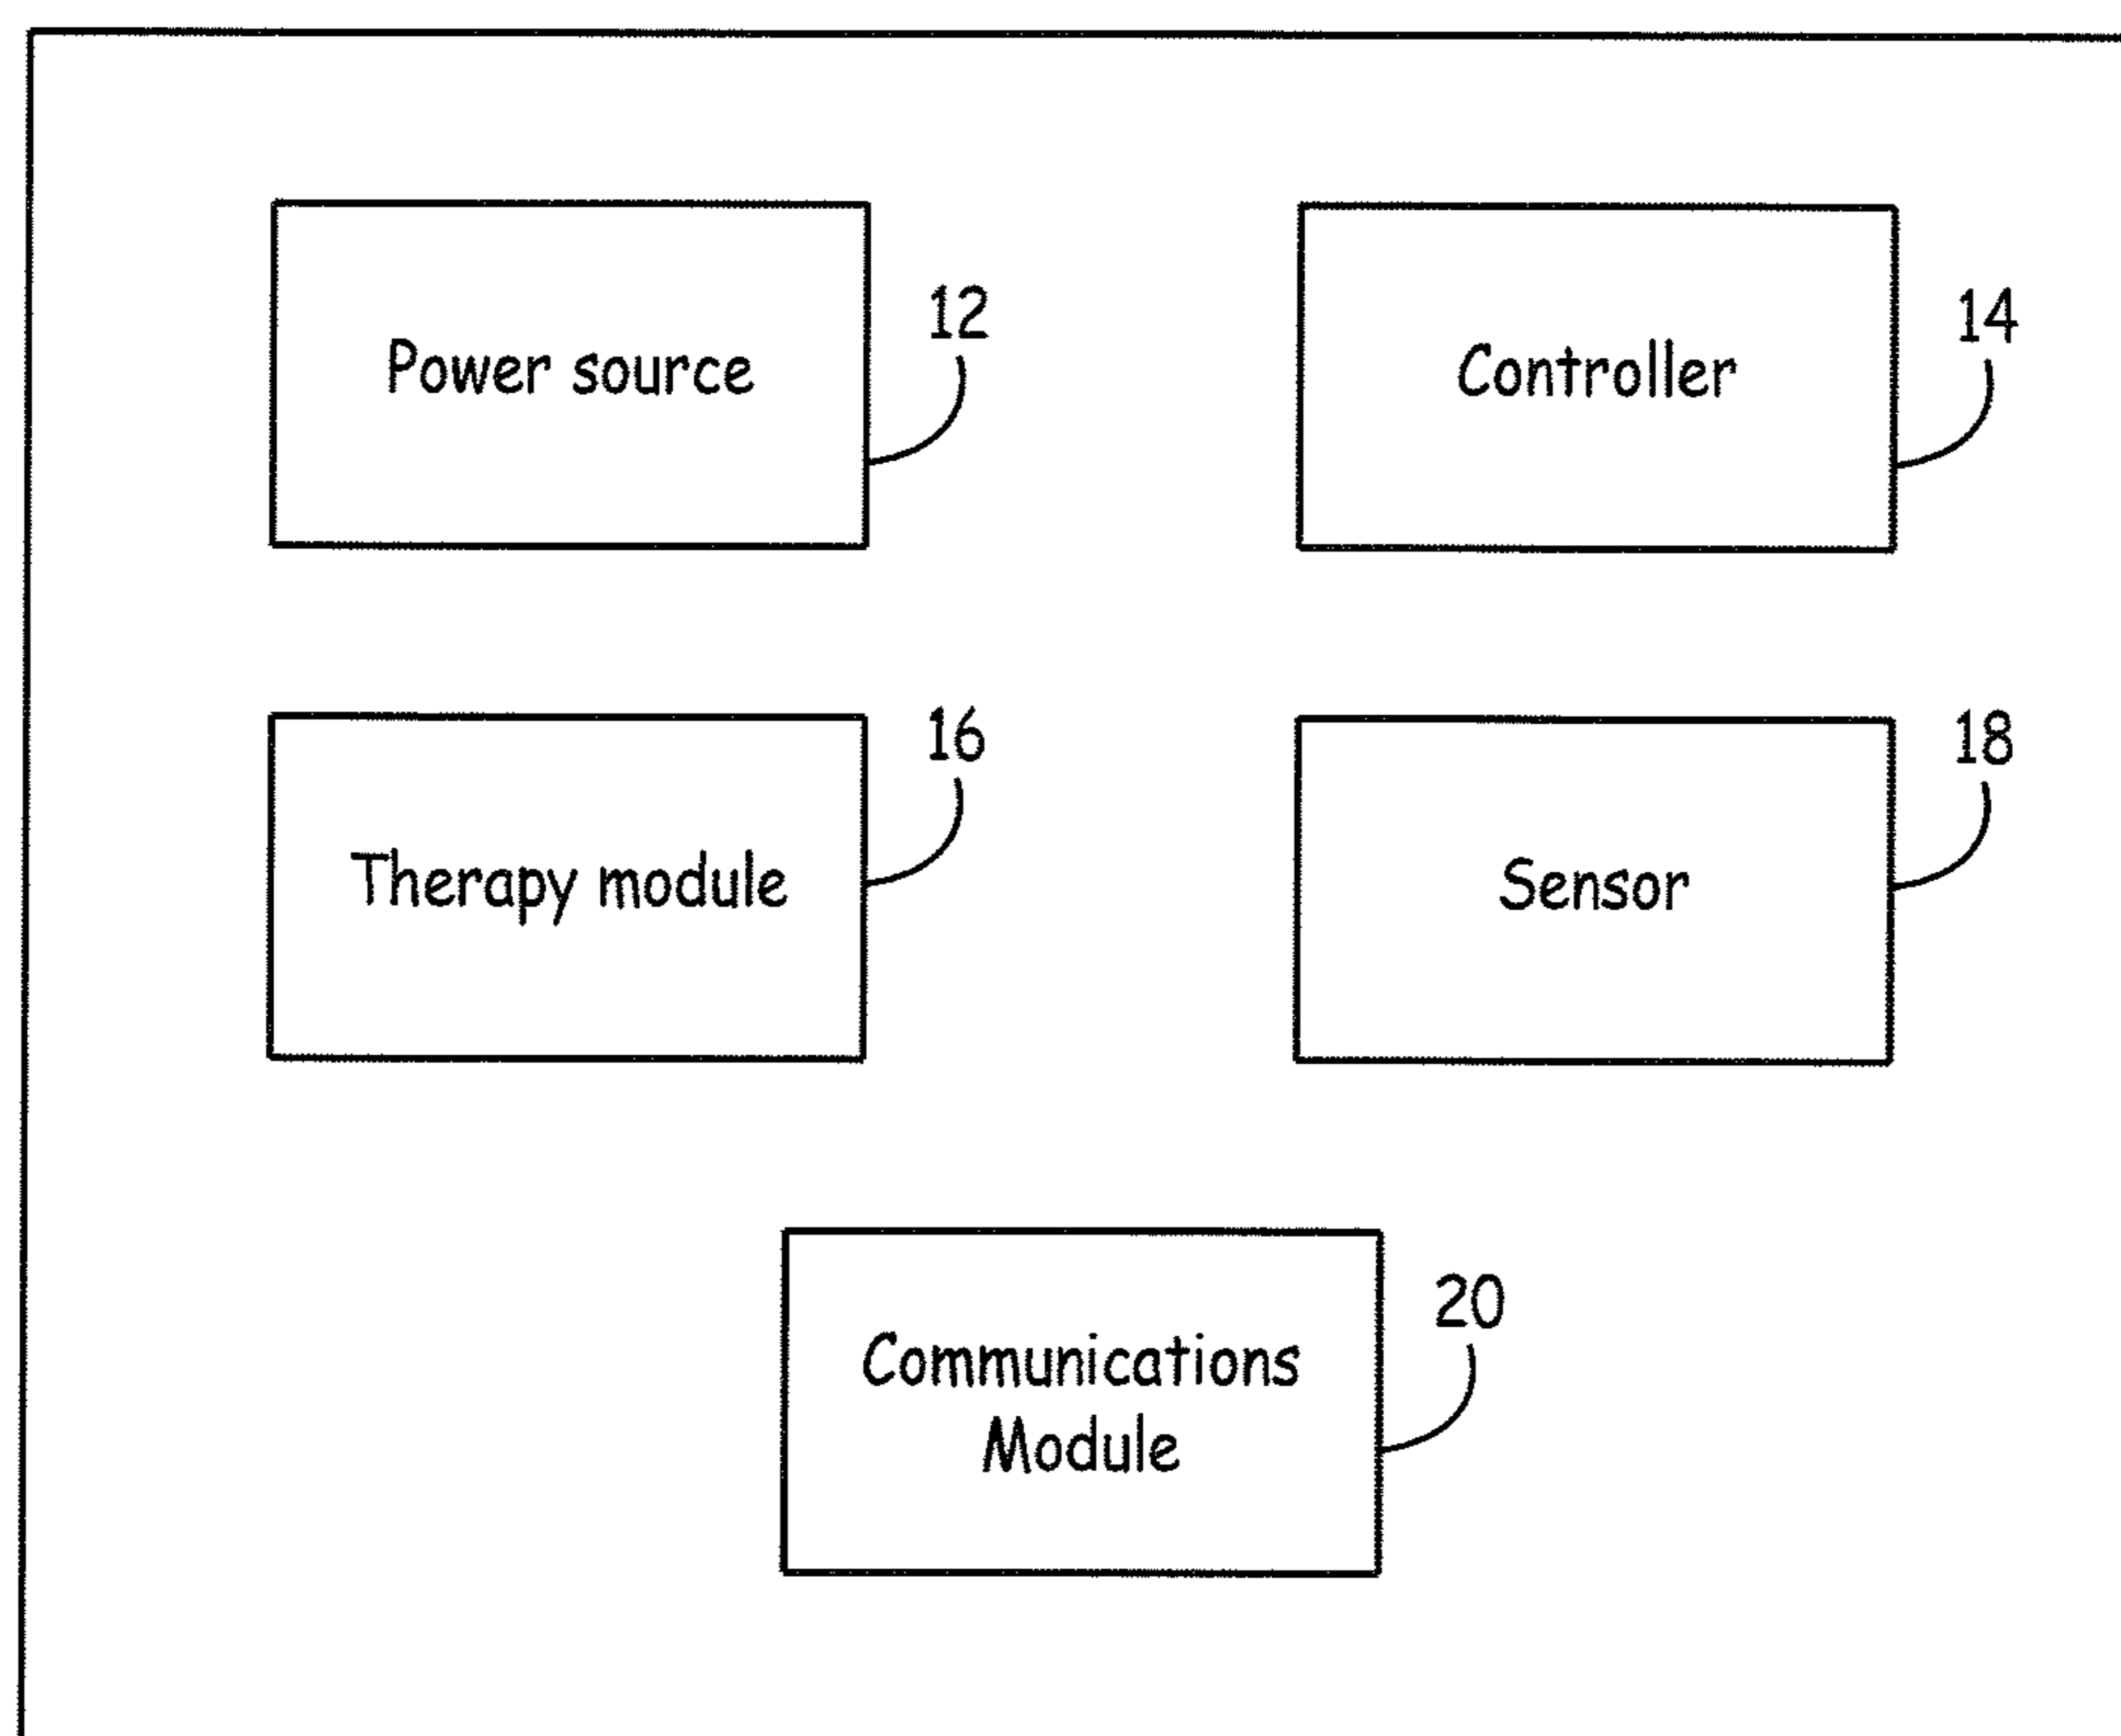 12
Power source
14
Controller
16
Therapy module
18
Sensor
20
Communications
Module